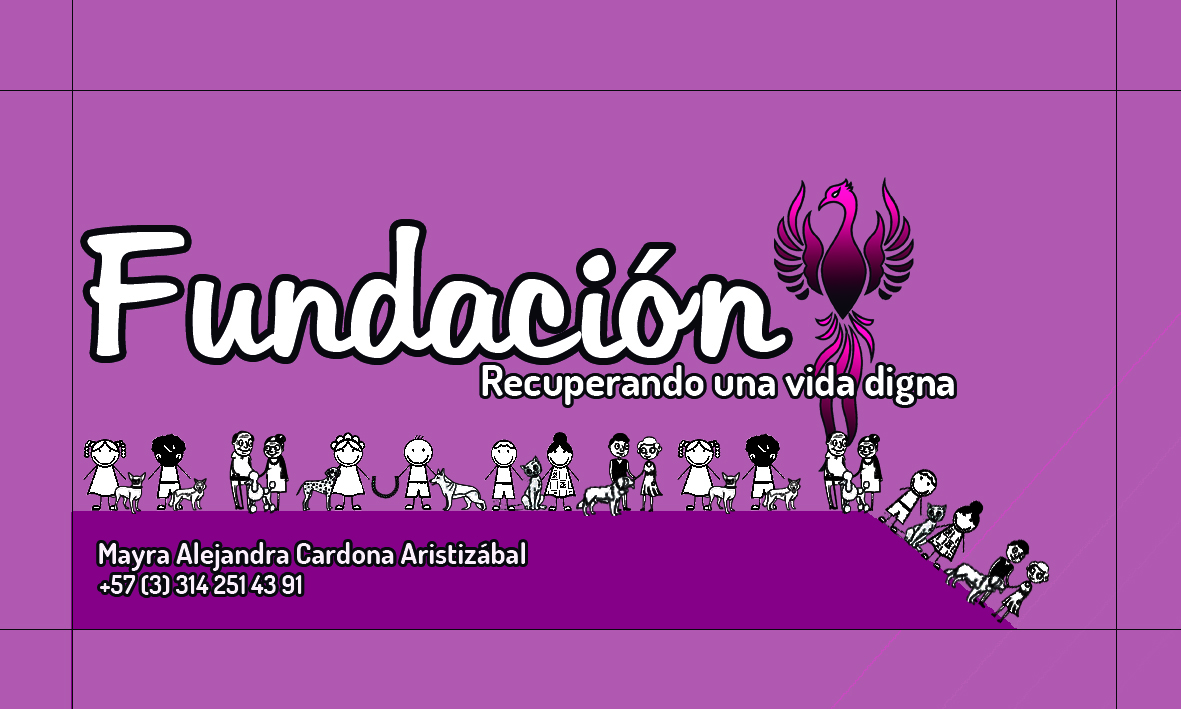 Fundación
Recuperando una vida digna
Mayra Alejandra Cardona Aristizábal
+57 (3) 314 251 43 91